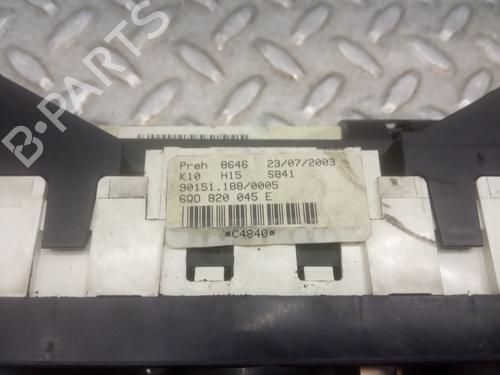 B-PARTS
Preh 8646 23/07/2003
K10 H15 S841
90151.188/0005
6Q0 820 045 E
*C4840*